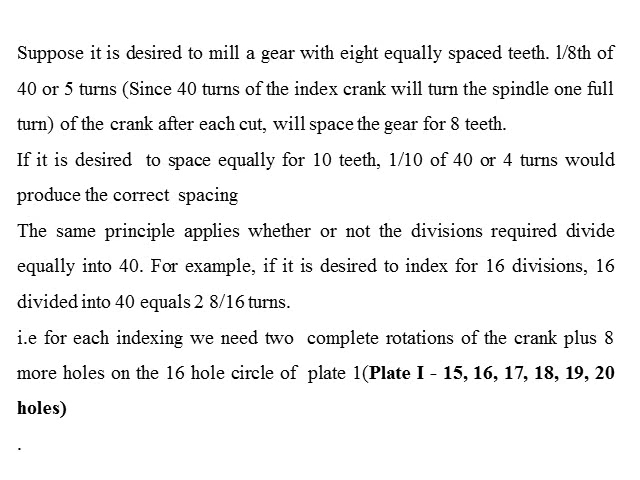 Suppose it is desired to mill a gear with eight equally spaced teeth. 1/8th of
40 or 5 turns (Since 40 turns of the index crank will turn the spindle one full
turn) of the crank after each cut, will space the gear for 8 teeth.
If it is desired to space equally for 10 teeth, 1/10 of 40 or 4 turns would
produce the correct spacing
The same principle applies whether or not the divisions required divide
equally into 40. For example, if it is desired to index for 16 divisions, 16
divided into 40 equals 2 8/16 turns.
i.e for each indexing we need two complete rotations of the crank plus 8
more holes on the 16 hole circle of plate 1(Plate I - 15, 16, 17, 18, 19, 20
holes)
.